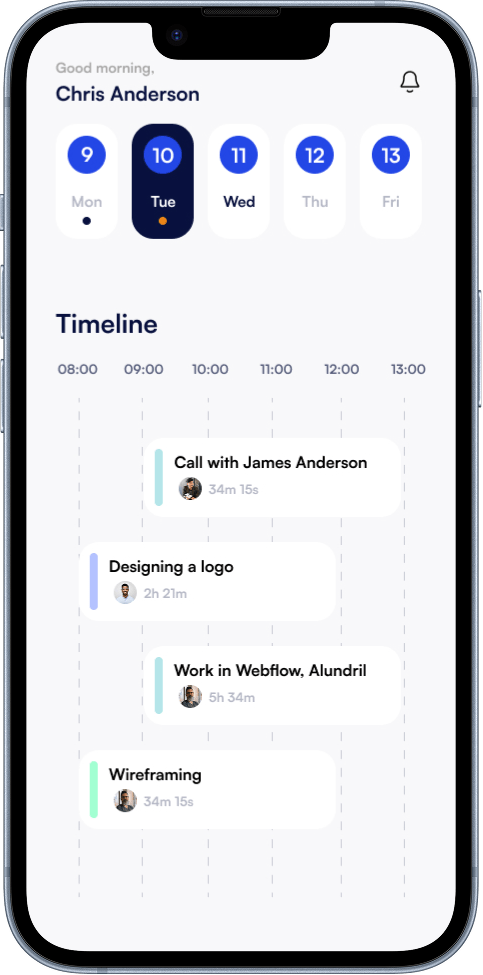 Good morning,
Chris Anderson
9 10 11 12 13
Mon Tue Wed Thu Fri
Timeline
08:00 09:00 10:00 11:00 12:00 13:00
Call with James Anderson
34m 15s
Designing a logo
2h 21m
Work in Webflow, Alundril
5h 34m
Wireframing
34m 15s